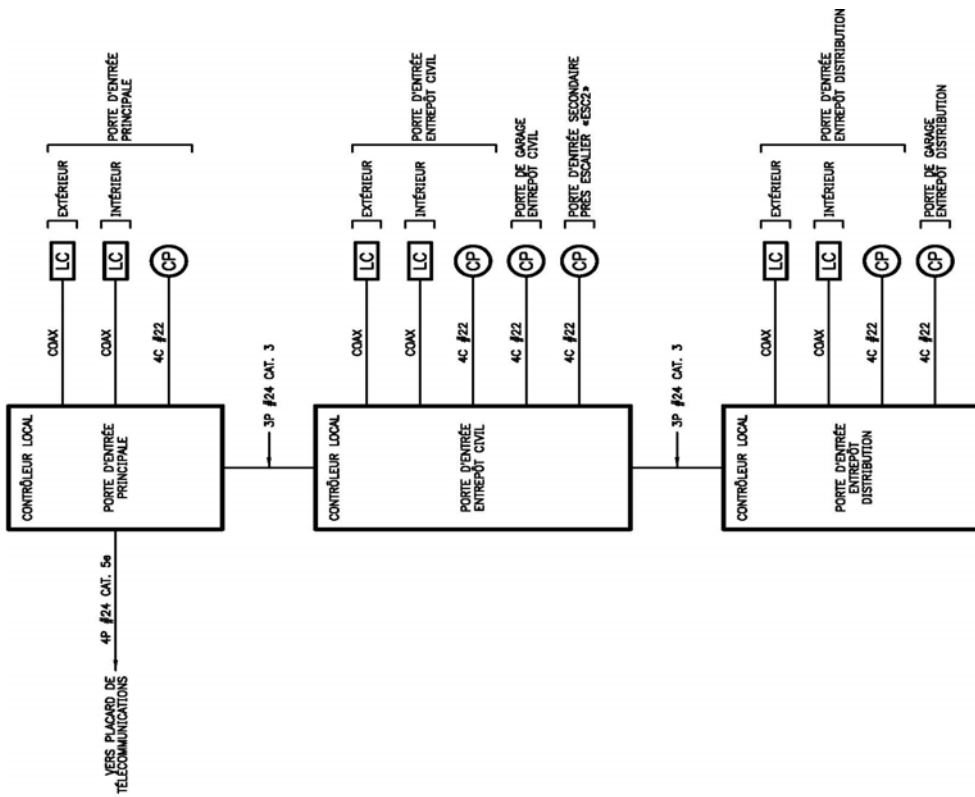 CONTRÔLEUR LOCAL
PORTE D'ENTRÉE
PRINCIPALE
4P #24 CAT. 5e
VERS PLACARD DE
TÉLÉCOMMUNICATIONS
COAX
LC
EXTÉRIEUR
COAX
LC
INTÉRIEUR
4C #22
CP
PORTE D'ENTRÉE
PRINCIPALE
3P #24 CAT. 3
CONTRÔLEUR LOCAL
PORTE D'ENTRÉE
ENTREPÔT CIVIL
COAX
LC
EXTÉRIEUR
COAX
LC
INTÉRIEUR
4C #22
CP
PORTE D'ENTRÉE
ENTREPÔT CIVIL
4C #22
CP
PORTE DE GARAGE
ENTREPÔT CIVIL
4C #22
CP
PORTE D'ENTRÉE SECONDAIRE
PRÈS ESCALIER «ESC2»
3P #24 CAT. 3
CONTRÔLEUR LOCAL
PORTE D'ENTRÉE
ENTREPÔT
DISTRIBUTION
COAX
LC
EXTÉRIEUR
COAX
LC
INTÉRIEUR
4C #22
CP
PORTE D'ENTRÉE
ENTREPÔT DISTRIBUTION
4C #22
CP
PORTE DE GARAGE
ENTREPÔT DISTRIBUTION